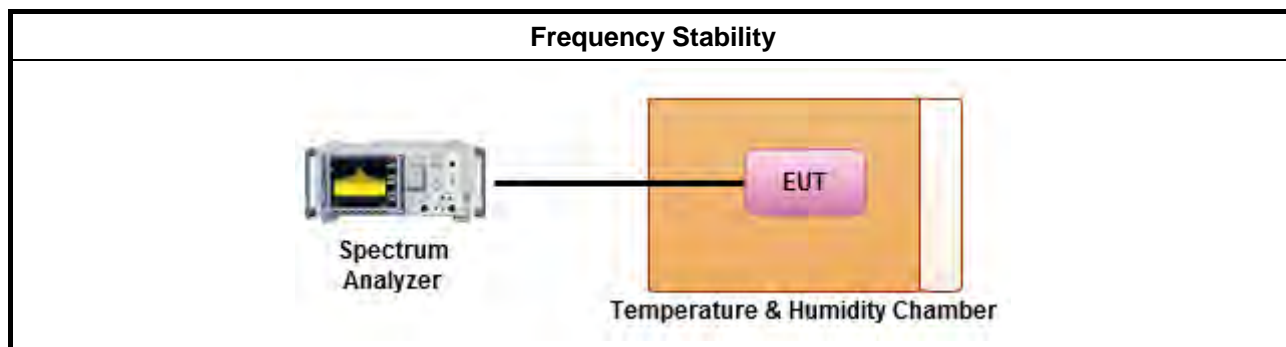 Frequency Stability
EUT
Spectrum
Analyzer
Temperature & Humidity Chamber